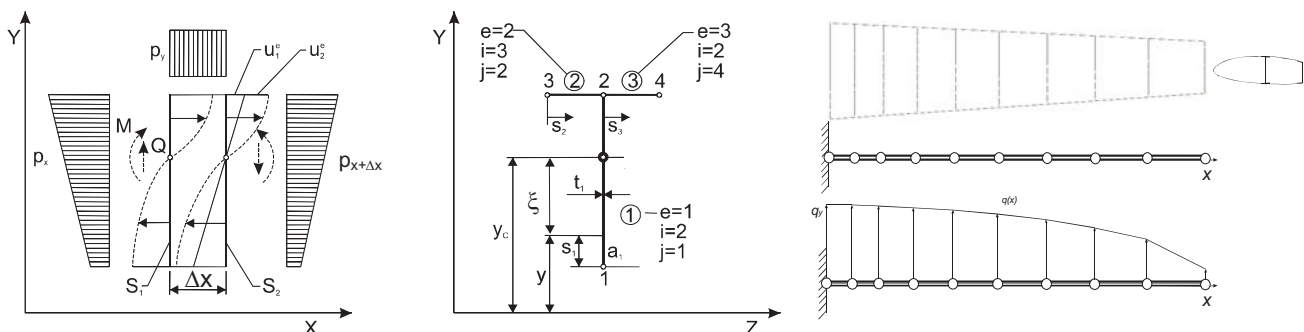 Y
p_y
u_1^e
u_2^e
M
Q
p_x
p_{x+Δx}
S_1
Δx
S_2
X
Y
e=2
i=3
j=2
e=3
i=2
j=4
3
②
2
③
4
s_2
s_3
t_1
ξ
①
e=1
i=2
j=1
y_c
s_1
a_1
y
1
Z
x
q_y
q(x)
x